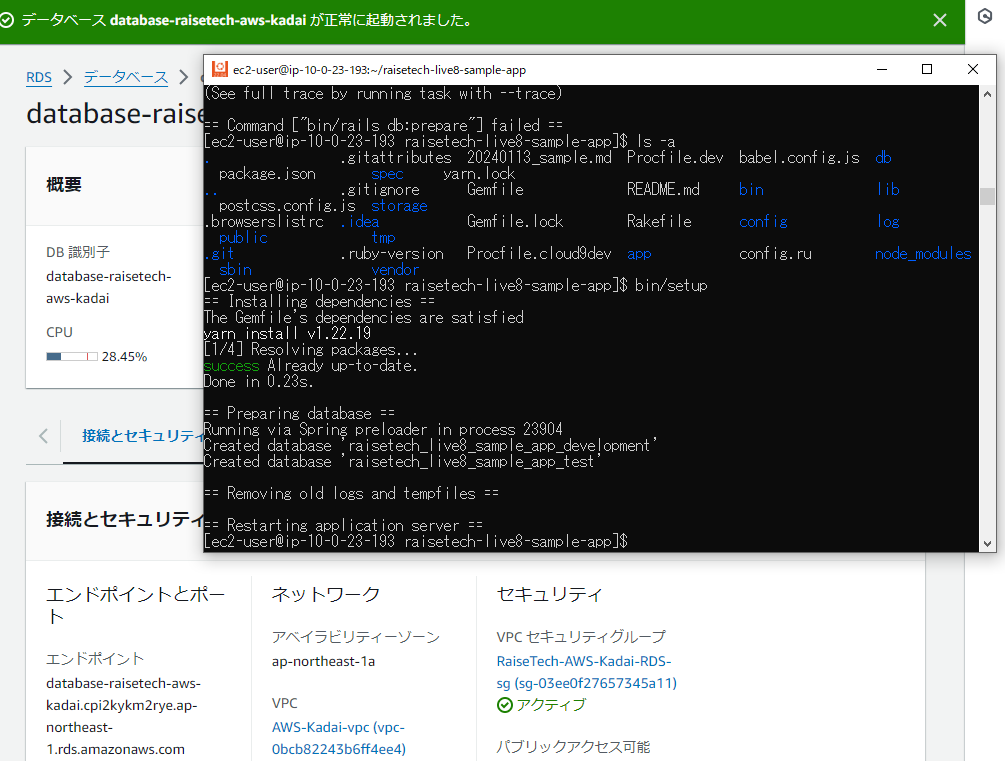 データベース database-raisetech-aws-kadai が正常に起動されました。
RDS > データベース >
database-raise
概要
DB 識別子
database-raisetech-
aws-kadai
CPU
28.45%
接続とセキュリティ
接続とセキュリティ
エンドポイントとポー
ト
エンドポイント
database-raisetech-aws-
kadai.cpi2kykm2rye.ap-
northeast-
1.rds.amazonaws.com
ネットワーク
アベイラビリティーゾーン
ap-northeast-1a
VPC
AWS-Kadai-vpc (vpc-
0bcb82243b6ff4ee4)
セキュリティ
VPC セキュリティグループ
RaiseTech-AWS-Kadai-RDS-
sg (sg-03ee0f27657345a11)
アクティブ
パブリックアクセス可能
ec2-user@ip-10-0-23-193:~/raisetech-live8-sample-app
(See full trace by running task with --trace)
== Command ["bin/rails db:prepare"] failed ==
[ec2-user@ip-10-0-23-193 raisetech-live8-sample-app]$ ls -a
. .gitattributes 20240113_sample.md Procfile.dev babel.config.js db
package.json spec yarn.lock
.. .gitignore Gemfile README.md bin lib
postcss.config.js storage
.browserslistrc .idea Gemfile.lock Rakefile config log
public tmp
.git .ruby-version Procfile.cloud9dev app config.ru node_modules
sbin vendor
[ec2-user@ip-10-0-23-193 raisetech-live8-sample-app]$ bin/setup
== Installing dependencies ==
The Gemfile's dependencies are satisfied
yarn install v1.22.19
[1/4] Resolving packages...
success Already up-to-date.
Done in 0.23s.
== Preparing database ==
Running via Spring preloader in process 23904
Created database 'raisetech_live8_sample_app_development'
Created database 'raisetech_live8_sample_app_test'
== Removing old logs and tempfiles ==
== Restarting application server ==
[ec2-user@ip-10-0-23-193 raisetech-live8-sample-app]$